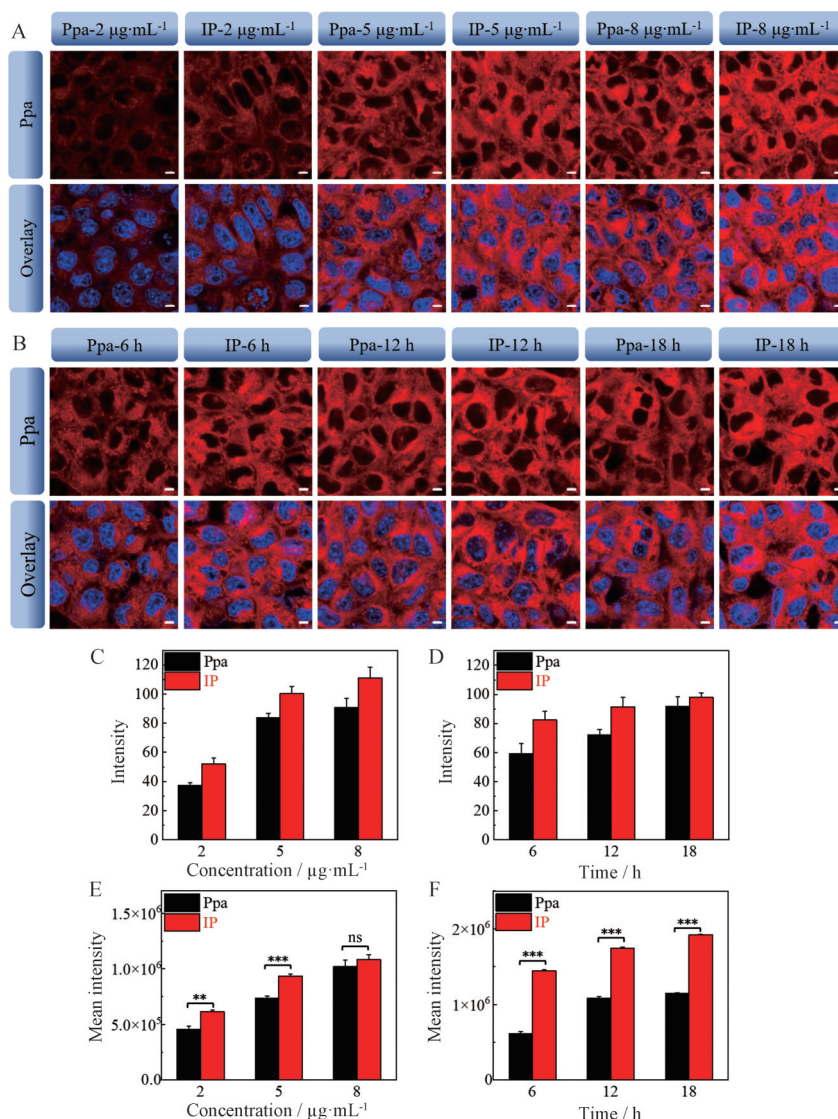 A
Ppa-2 µg·mL⁻¹ IP-2 µg·mL⁻¹ Ppa-5 µg·mL⁻¹ IP-5 µg·mL⁻¹ Ppa-8 µg·mL⁻¹ IP-8 µg·mL⁻¹
Ppa
Overlay
B
Ppa-6 h IP-6 h Ppa-12 h IP-12 h Ppa-18 h IP-18 h
Ppa
Overlay
C
Ppa
IP
120
100
80
60
40
20
0
Intensity
2 5 8
Concentration / µg·mL⁻¹
D
Ppa
IP
120
100
80
60
40
20
0
Intensity
6 12 18
Time / h
E
Ppa
IP
1.5×10⁶
1.0×10⁶
5.0×10⁵
0.0
Mean intensity
** *** ns
2 5 8
Concentration / µg·mL⁻¹
F
Ppa
IP
2×10⁶
1×10⁶
0
Mean intensity
*** *** ***
6 12 18
Time / h